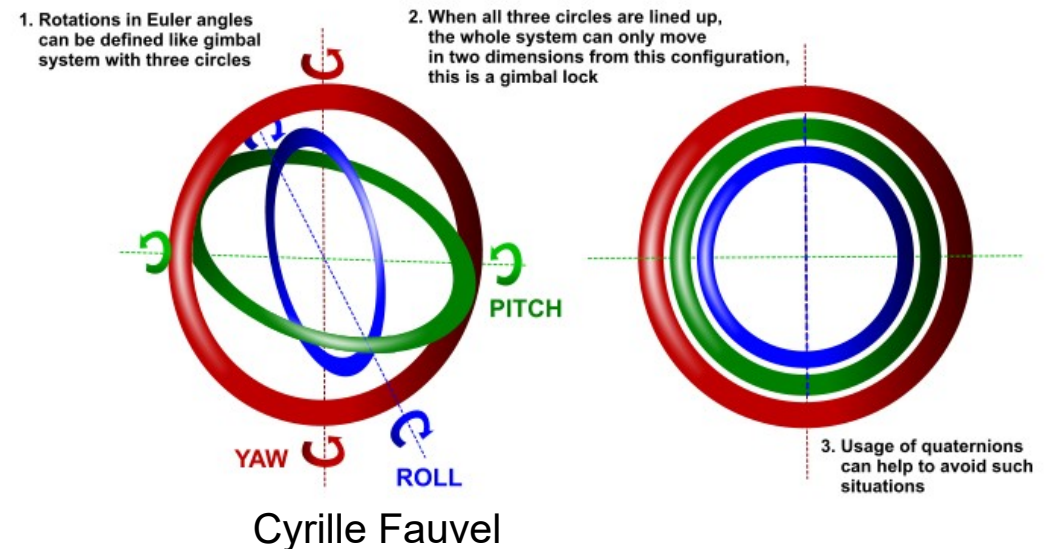 1. Rotations in Euler angles
can be defined like gimbal
system with three circles
2. When all three circles are lined up,
the whole system can only move
in two dimensions from this configuration,
this is a gimbal lock
PITCH
YAW
ROLL
3. Usage of quaternions
can help to avoid such
situations
Cyrille Fauvel